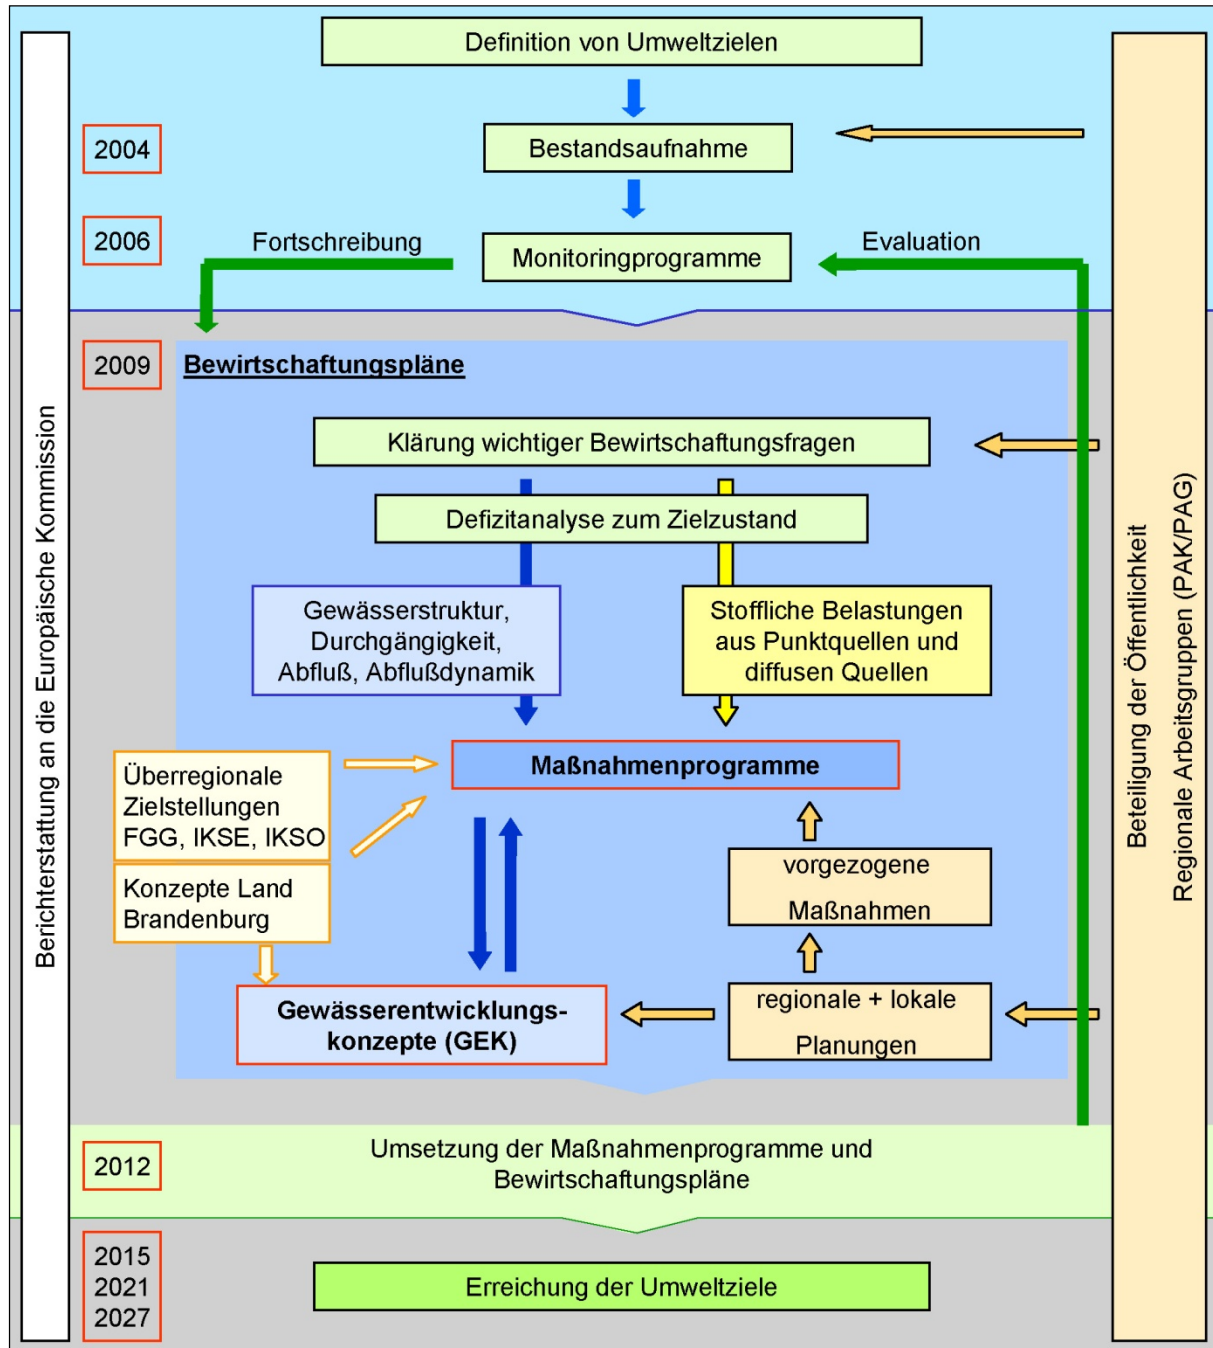 Definition von Umweltzielen
2004
Bestandsaufnahme
2006
Fortschreibung
Monitoringprogramme
Evaluation
2009
Bewirtschaftungspläne
Klärung wichtiger Bewirtschaftungsfragen
Defizitanalyse zum Zielzustand
Gewässerstruktur,
Durchgängigkeit,
Abfluß, Abflußdynamik
Stoffliche Belastungen
aus Punktquellen und
diffusen Quellen
Maßnahmenprogramme
Überregionale
Zielstellungen
FGG, IKSE, IKSO
Konzepte Land
Brandenburg
vorgezogene
Maßnahmen
Gewässerentwicklungs-
konzepte (GEK)
regionale + lokale
Planungen
2012
Umsetzung der Maßnahmenprogramme und
Bewirtschaftungspläne
2015
2021
2027
Erreichung der Umweltziele
Berichterstattung an die Europäische Kommission
Beteiligung der Öffentlichkeit
Regionale Arbeitsgruppen (PAK/PAG)